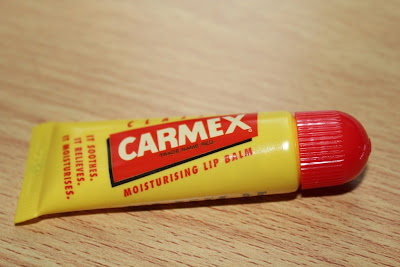 CARMEX
MOISTURISING LIP BALM
IT SOOTHES.
IT RELIEVES.
IT MOISTURISES.